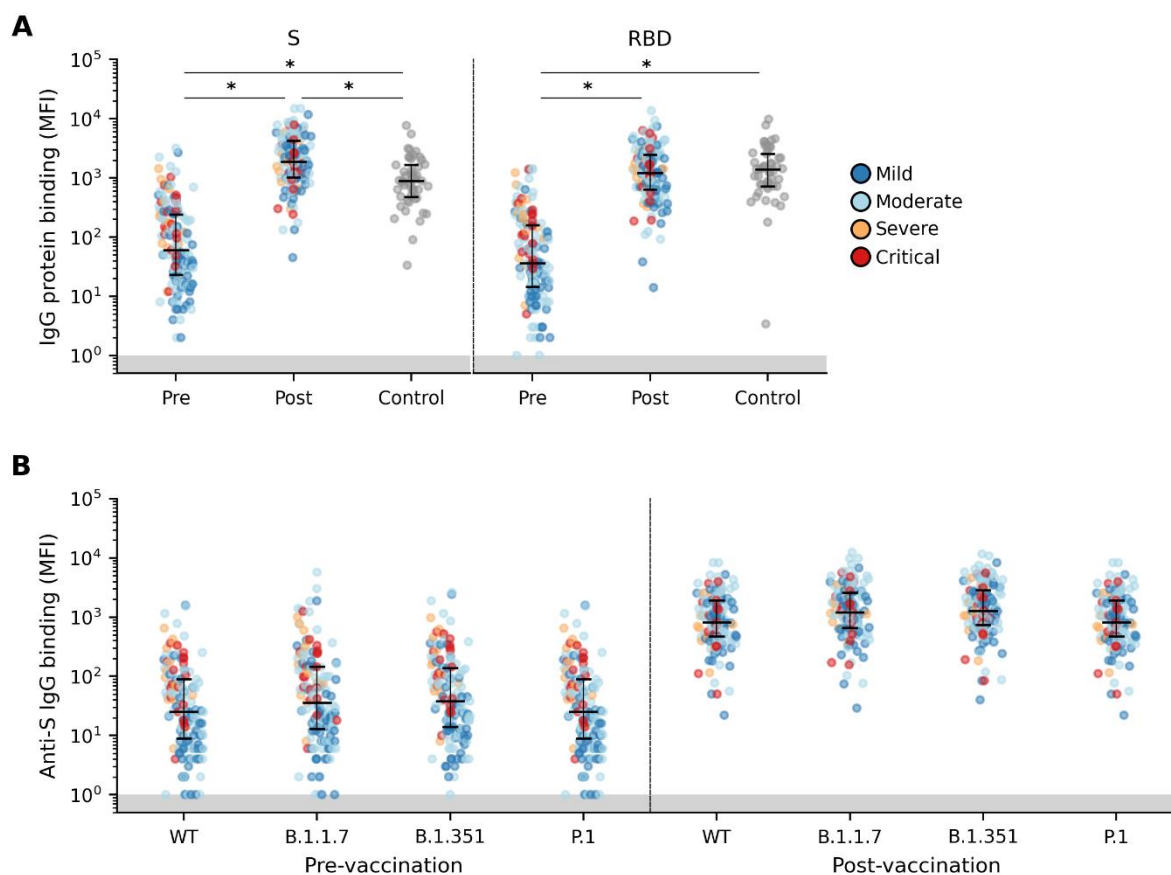 A
S
RBD
*
*
*
*
*
10⁵
10⁴
10³
10²
10¹
10⁰
IgG protein binding (MFI)
Pre
Post
Control
Pre
Post
Control
Mild
Moderate
Severe
Critical
B
10⁵
10⁴
10³
10²
10¹
10⁰
Anti-S IgG binding (MFI)
WT
B.1.1.7
B.1.351
P.1
WT
B.1.1.7
B.1.351
P.1
Pre-vaccination
Post-vaccination